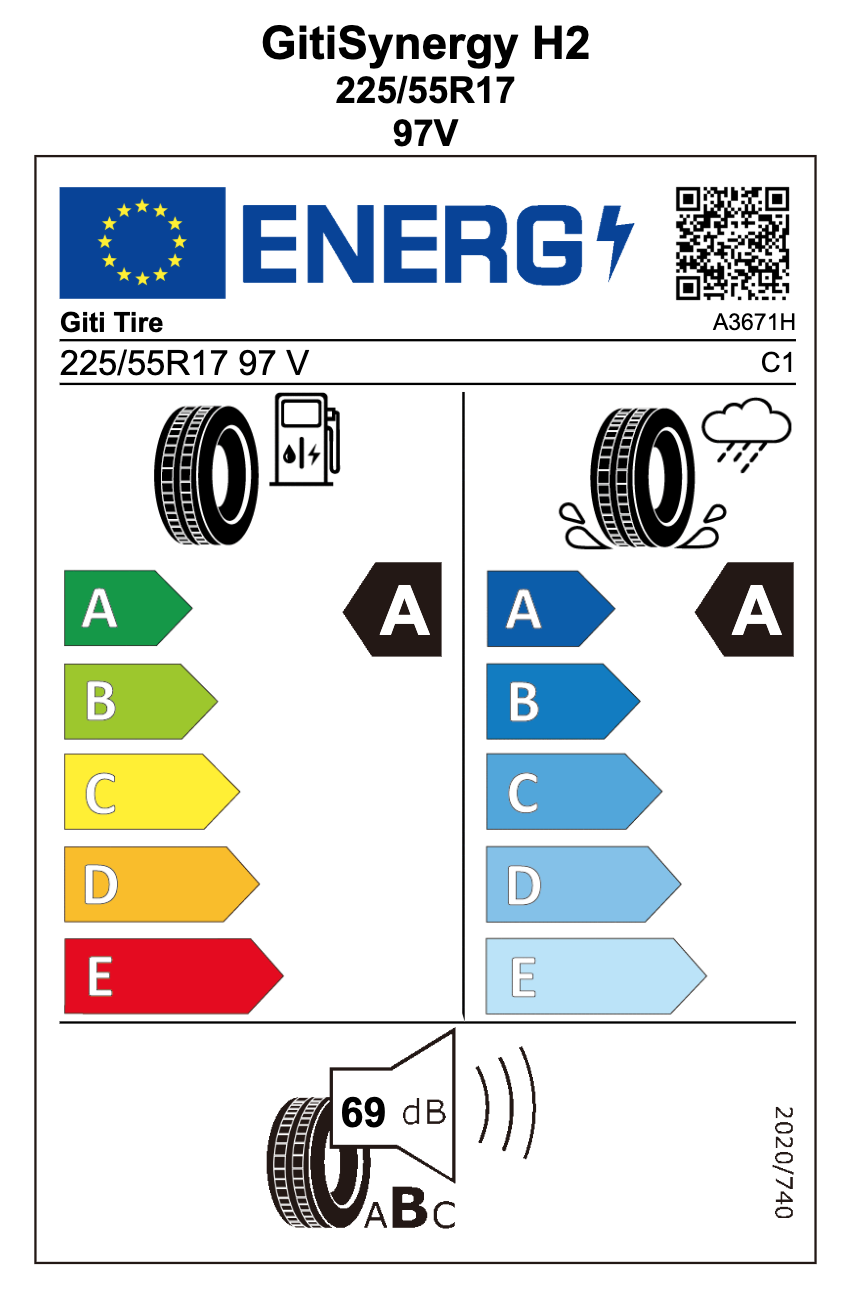 GitiSynergy H2
225/55R17
97V
ENERG
Giti Tire
A3671H
225/55R17 97 V
C1
A
A
B
C
D
E
A
A
B
C
D
E
69 dB
ABC
2020/740